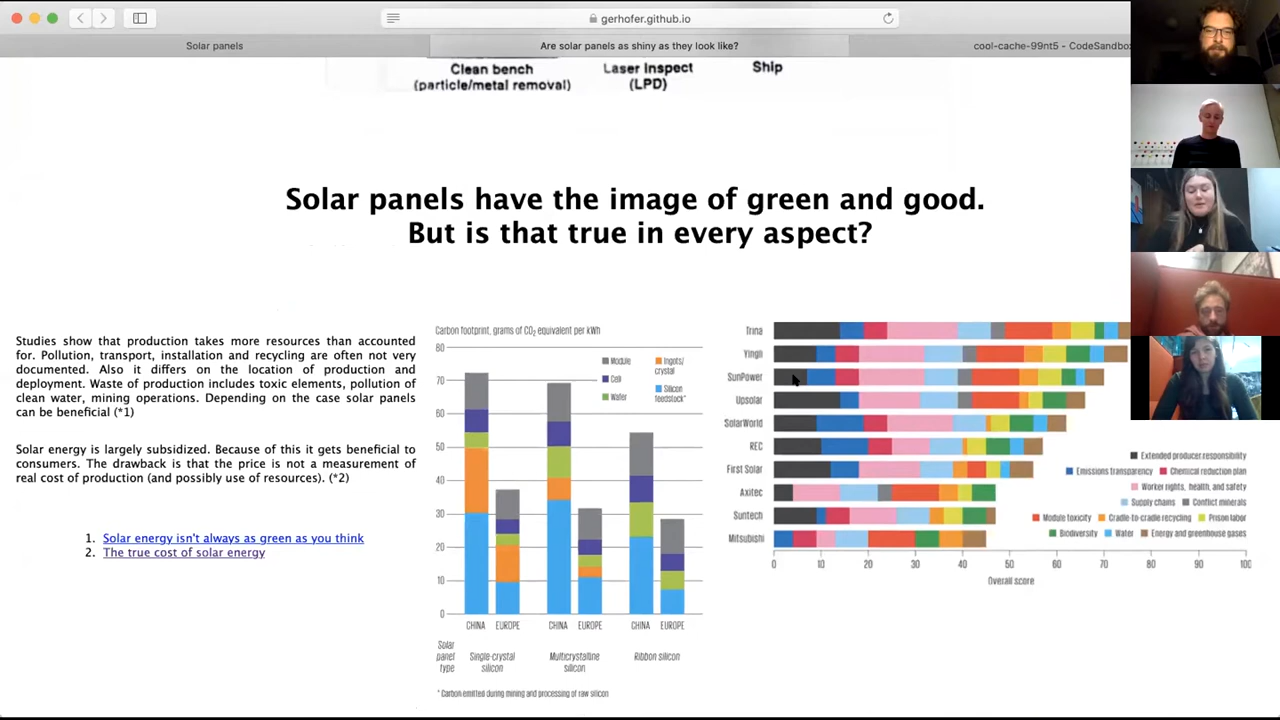 gerhofer.github.io
Solar panels
Are solar panels as shiny as they look like?
cool-cache-99nt5 - CodeSandbox
Clean bench
(particle/metal removal)
Laser Inspect
(LPD)
Ship
Solar panels have the image of green and good.
But is that true in every aspect?
Studies show that production takes more resources than accounted
for. Pollution, transport, installation and recycling are often not very
documented. Also it differs on the location of production and
deployment. Waste of production includes toxic elements, pollution of
clean water, mining operations. Depending on the case solar panels
can be beneficial (*1)
Solar energy is largely subsidized. Because of this it gets beneficial to
consumers. The drawback is that the price is not a measurement of
real cost of production (and possibly use of resources). (*2)
1. Solar energy isn't always as green as you think
2. The true cost of solar energy
Carbon footprint, grams of CO2 equivalent per kWh
80
70
60
50
40
30
20
10
0
Module
Cell
Wafer
Ingots/
crystal
Silicon
feedstock*
CHINA EUROPE CHINA EUROPE CHINA EUROPE
Solar
panel
type
Single-crystal
silicon
Multicrystalline
silicon
Ribbon silicon
* Carbon emitted during mining and processing of raw silicon
Trina
Yingli
SunPower
Upsolar
SolarWorld
REC
First Solar
Axitec
Suntech
Mitsubishi
Extended producer responsibility
Emissions transparency Chemical reduction plan
Worker rights, health, and safety
Supply chains Conflict minerals
Module toxicity Cradle-to-cradle recycling Prison labor
Biodiversity Water Energy and greenhouse gases
0 10 20 30 40 50 60 70 80 90 100
Overall score